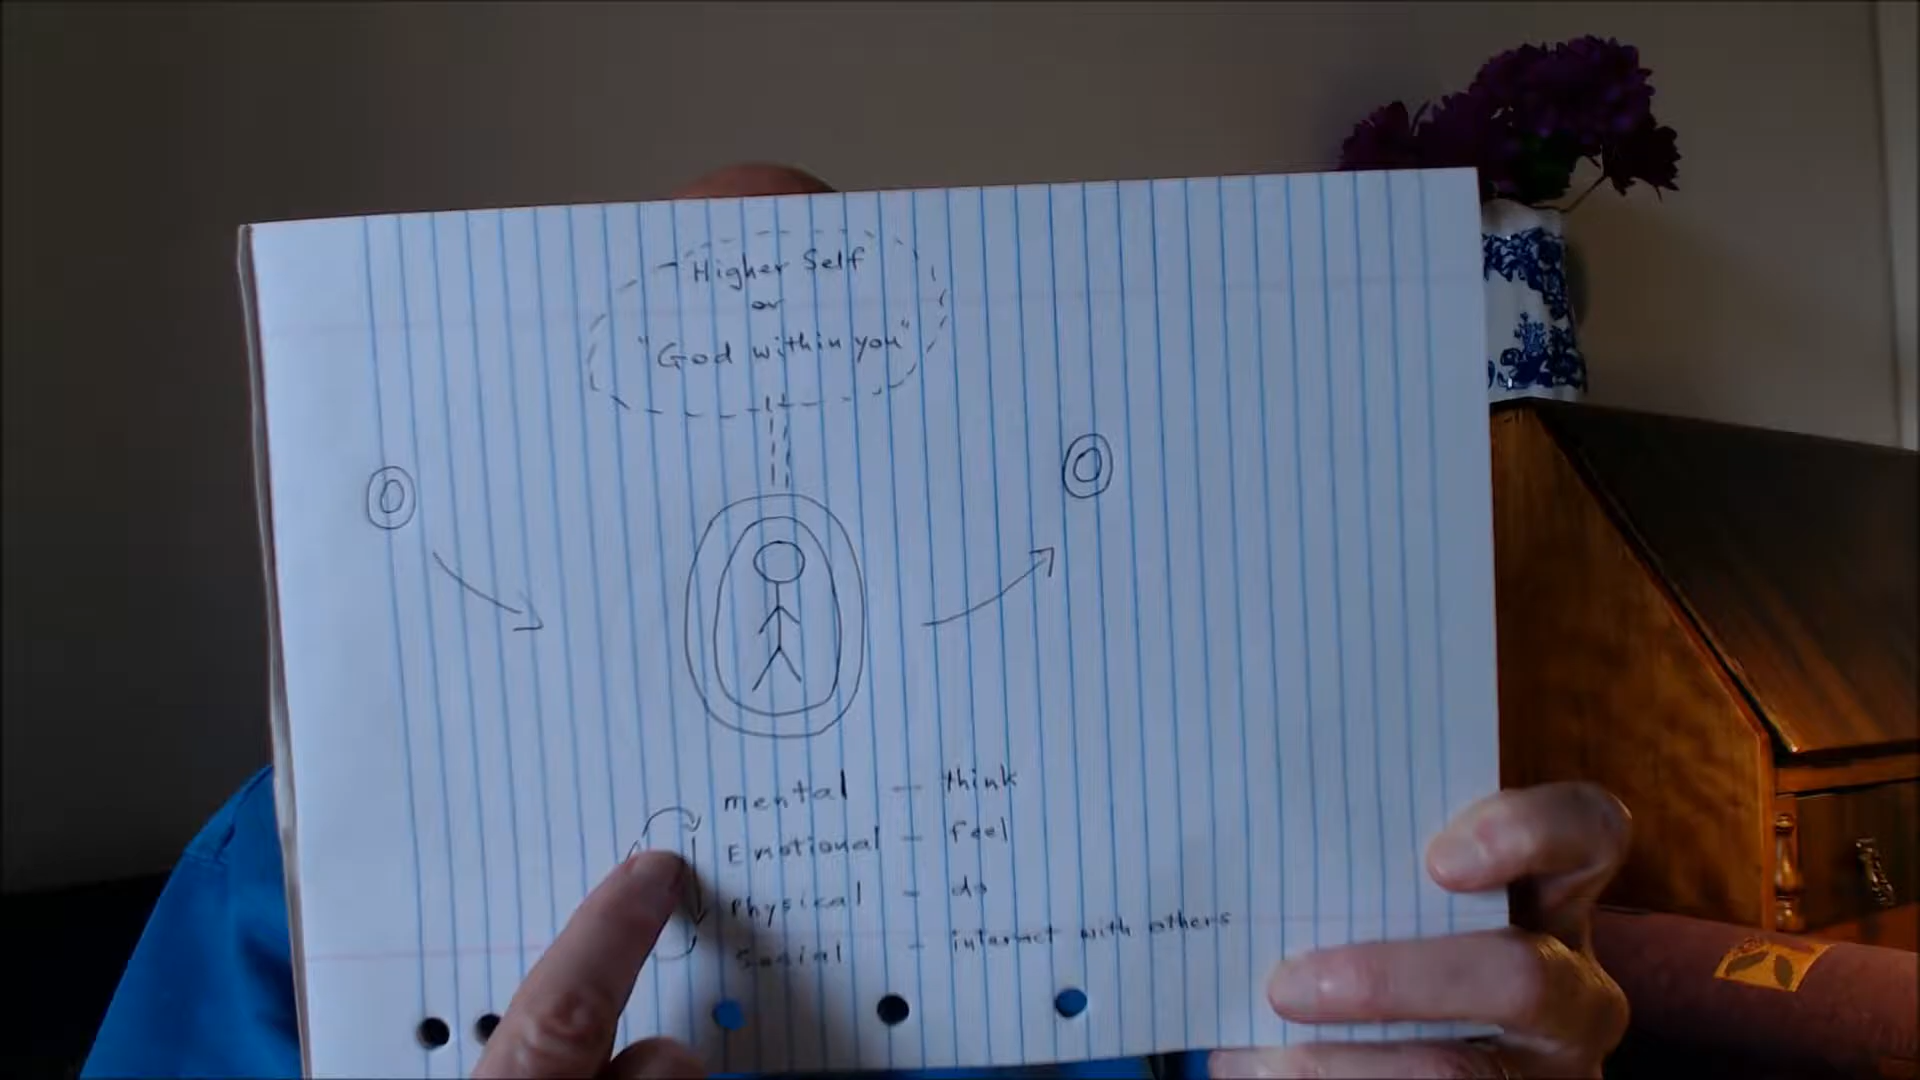 Higher Self
or
"God within you"
mental - think
Emotional - feel
Physical - do
Social - interact with others